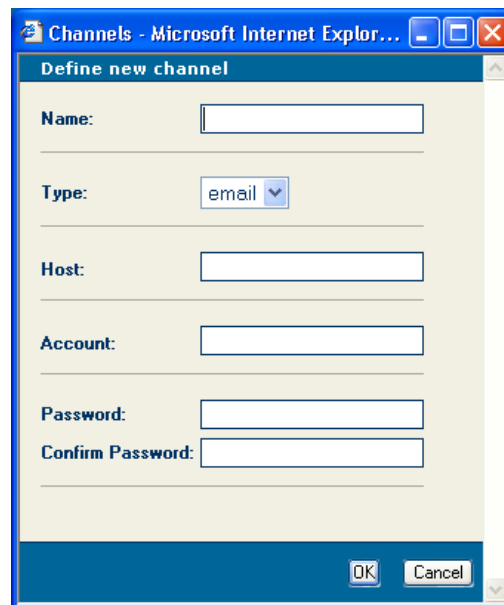 Channels - Microsoft Internet Explor...
Define new channel
Name:
Type: email
Host:
Account:
Password:
Confirm Password:
OK Cancel